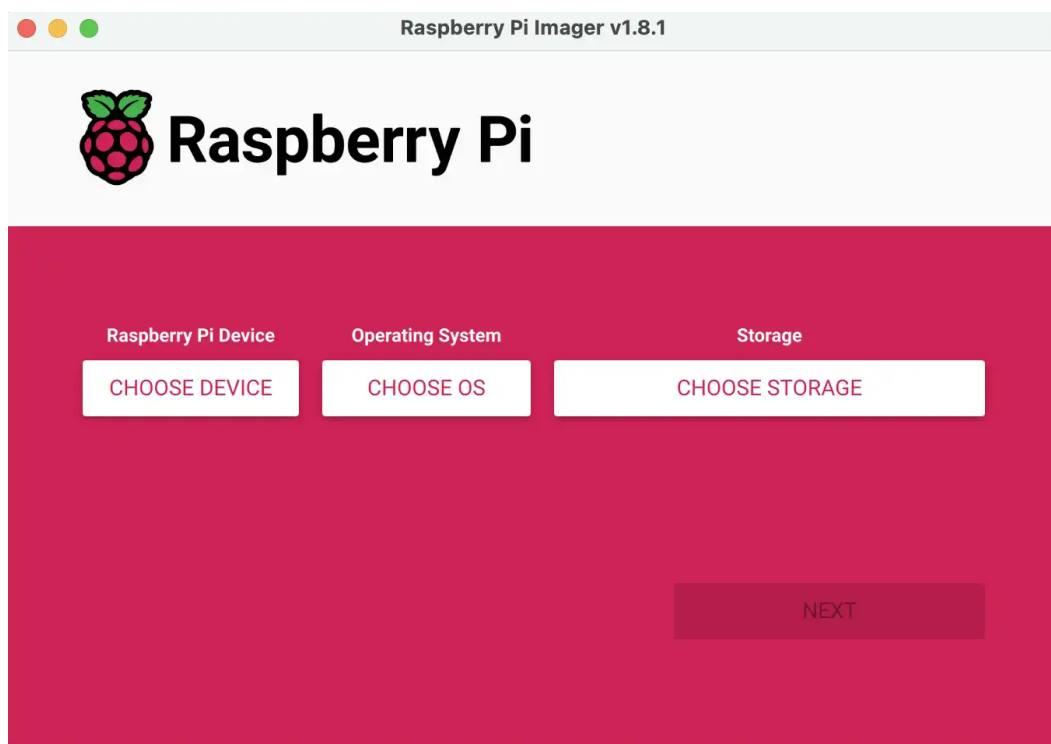 Raspberry Pi Imager v1.8.1
Raspberry Pi
Raspberry Pi Device
Operating System
Storage
CHOOSE DEVICE
CHOOSE OS
CHOOSE STORAGE
NEXT